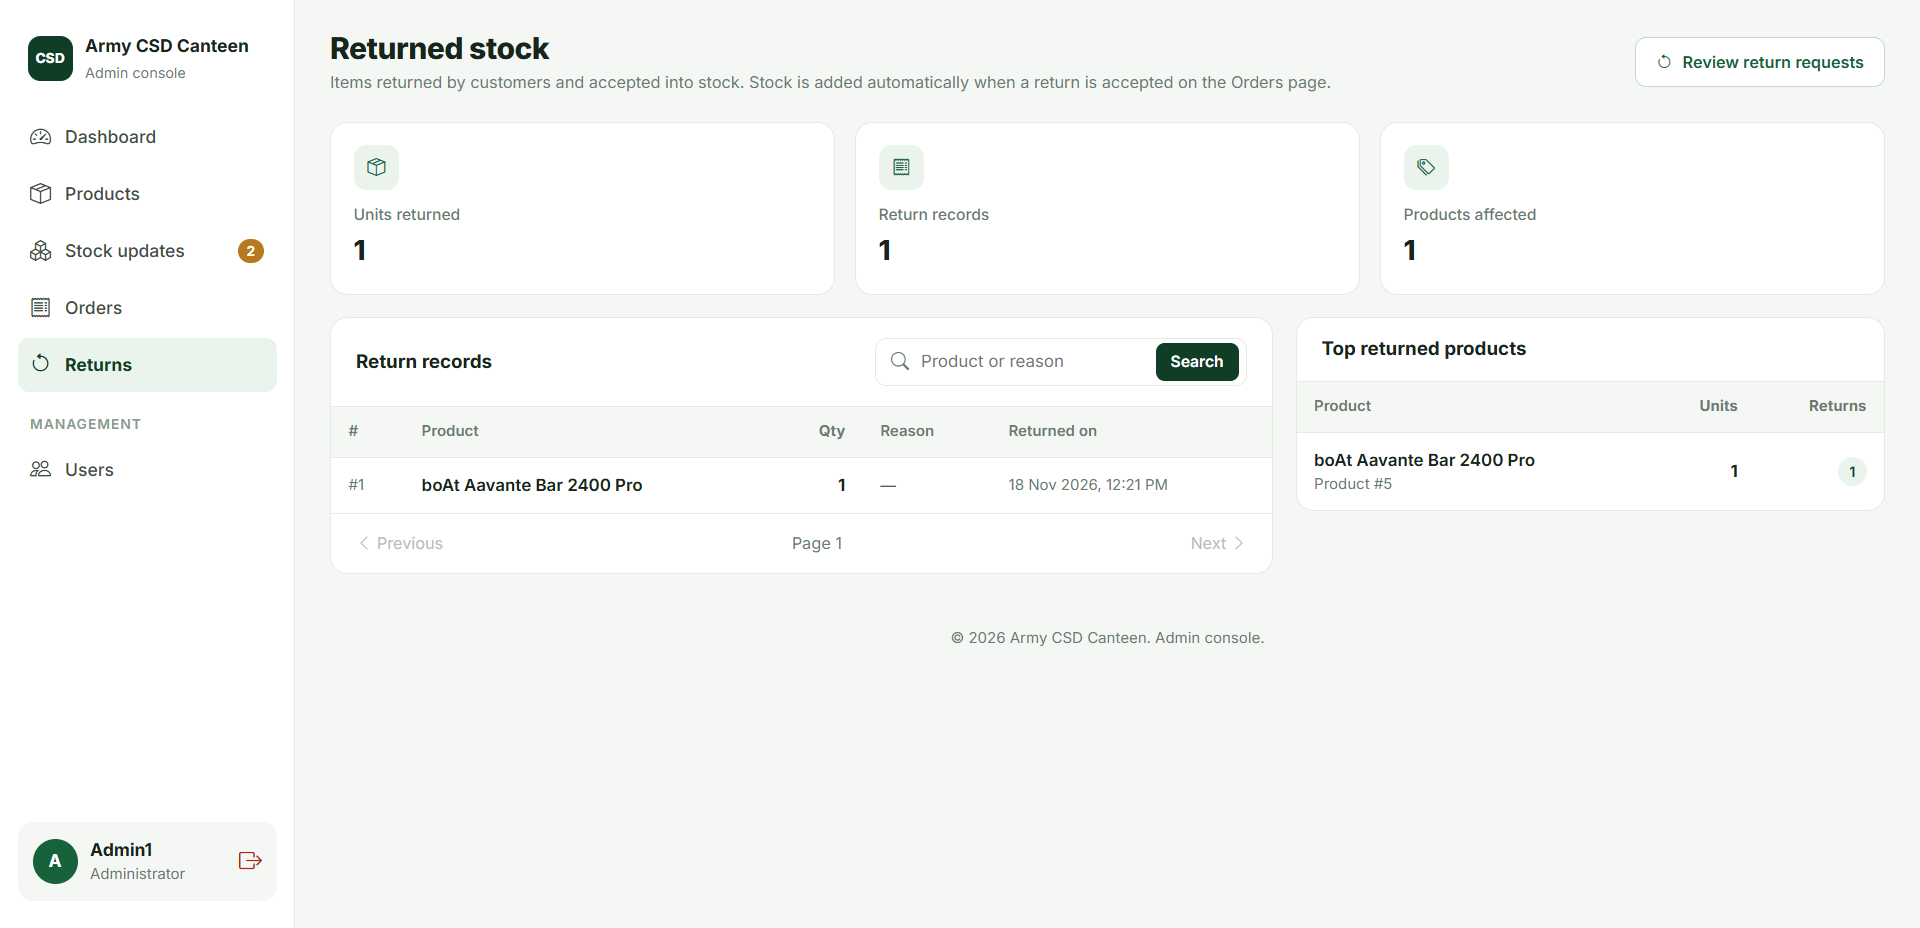 CSD
Army CSD Canteen
Admin console
Dashboard
Products
Stock updates 2
Orders
Returns
MANAGEMENT
Users
A
Admin1
Administrator
Returned stock
Items returned by customers and accepted into stock. Stock is added automatically when a return is accepted on the Orders page.
Review return requests
Units returned
1
Return records
1
Products affected
1
Return records
Product or reason
Search
# Product Qty Reason Returned on
#1 boAt Aavante Bar 2400 Pro 1 — 18 Nov 2026, 12:21 PM
Previous Page 1 Next
Top returned products
Product Units Returns
boAt Aavante Bar 2400 Pro 1 1
Product #5
© 2026 Army CSD Canteen. Admin console.